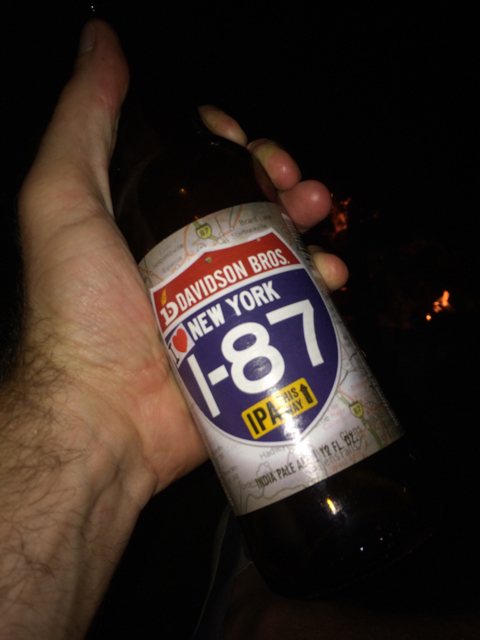 DAVIDSON BROS.
I ❤ NEW YORK
I-87
IPA THIS WAY ↑
INDIA PALE ALE 12 FL. OZ.